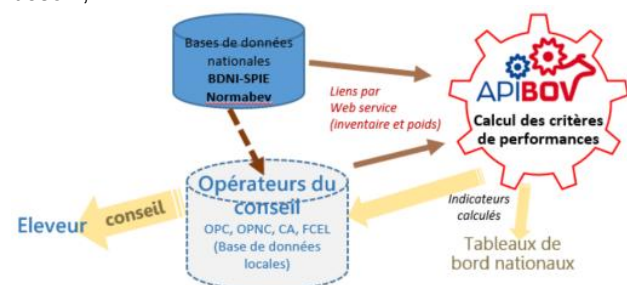 Bases de données
nationales
BDNI-SPIE
Normabev
Liens par
Web service
(inventaire et poids)
APIBOV
Calcul des critères
de performances
Opérateurs du
conseil
OPC, OPNC, CA, FCEL
(Base de données
locales)
Eleveur
conseil
Indicateurs
calculés
Tableaux de
bord nationaux